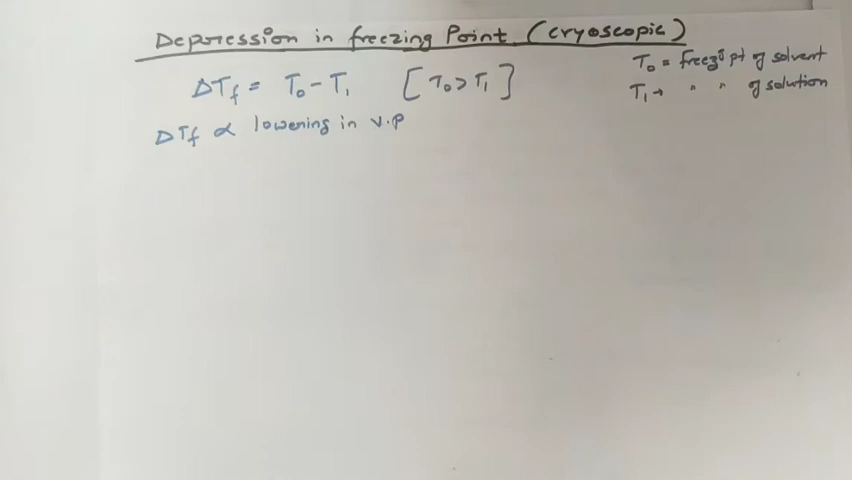 Depression in freezing Point (cryoscopic)
ΔTf = T₀ - T₁ [T₀ > T₁]
T₀ = freezg pt of solvent
T₁ → " " of solution
ΔTf ∝ lowering in v.p